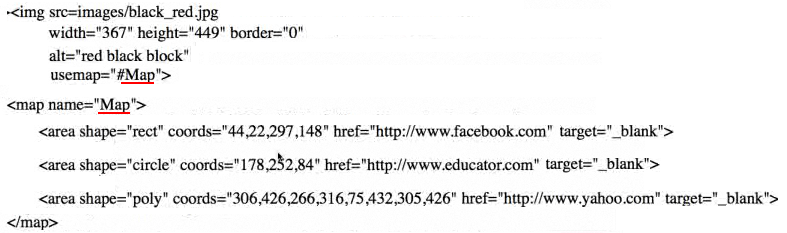 <img src=images/black_red.jpg
width="367" height="449" border="0"
alt="red black block"
usemap="#Map">
<map name="Map">
<area shape="rect" coords="44,22,297,148" href="http://www.facebook.com" target="_blank">
<area shape="circle" coords="178,252,84" href="http://www.educator.com" target="_blank">
<area shape="poly" coords="306,426,266,316,75,432,305,426" href="http://www.yahoo.com" target="_blank">
</map>